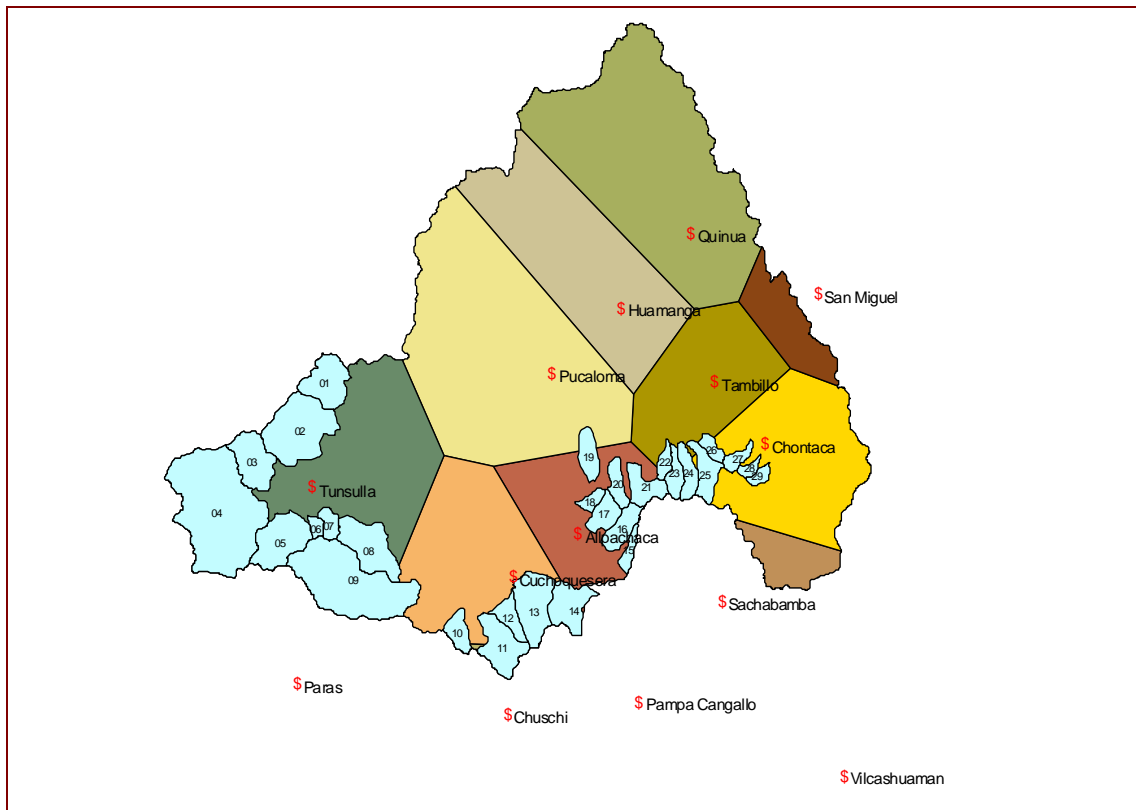 $ Quinua
$ San Miguel
$ Huamanga
$ Pucaloma
$ Tambillo
01
02
03
04
$ Tunsulla
05
06
07
08
09
$ Chontaca
19
20
21
22
23
24
25
26
27
28
29
18
17
16
15
$ Allpachaca
$ Cuchoquesera
10
11
12
13
14
$ Sachabamba
$ Paras
$ Chuschi
$ Pampa Cangallo
$ Vilcashuaman